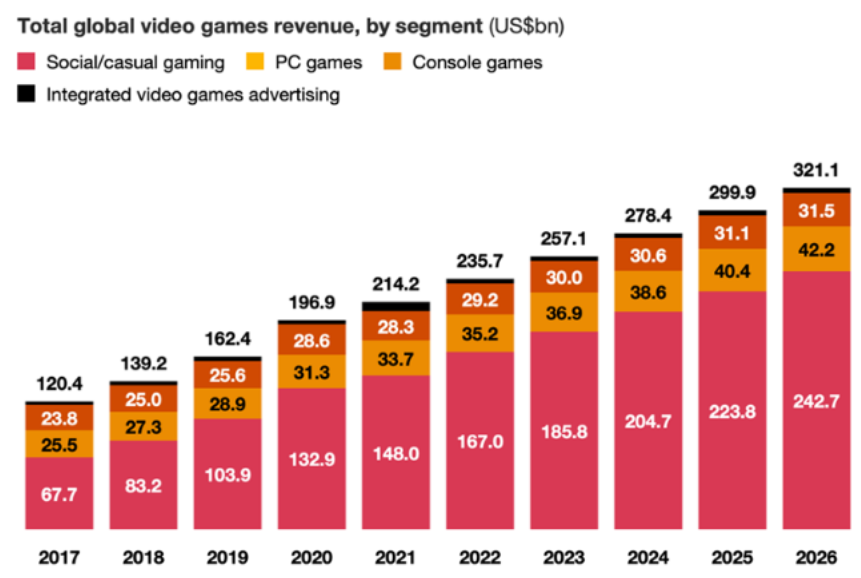 Total global video games revenue, by segment (US$bn)
Social/casual gaming PC games Console games
Integrated video games advertising
321.1
299.9
278.4
257.1
235.7
214.2
196.9
162.4
139.2
120.4
23.8 25.0 25.6 28.6 28.3 29.2 30.0 30.6 31.1 31.5
25.5 27.3 28.9 31.3 33.7 35.2 36.9 38.6 40.4 42.2
67.7 83.2 103.9 132.9 148.0 167.0 185.8 204.7 223.8 242.7
2017 2018 2019 2020 2021 2022 2023 2024 2025 2026